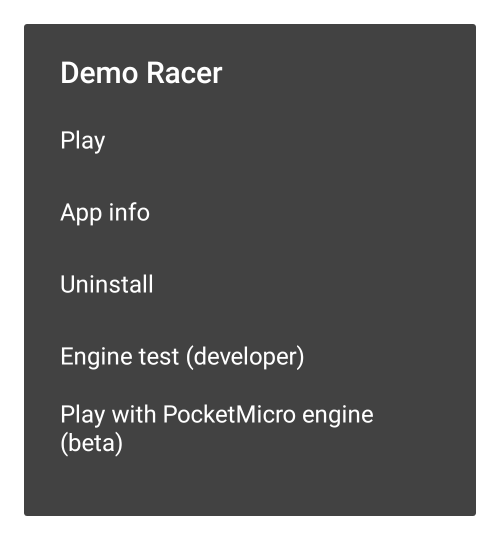 Demo Racer
Play
App info
Uninstall
Engine test (developer)
Play with PocketMicro engine
(beta)